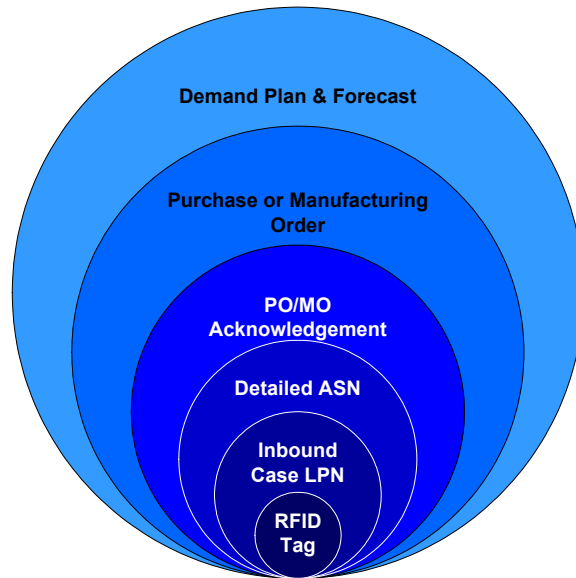 Demand Plan & Forecast
Purchase or Manufacturing
Order
PO/MO
Acknowledgement
Detailed ASN
Inbound
Case LPN
RFID
Tag